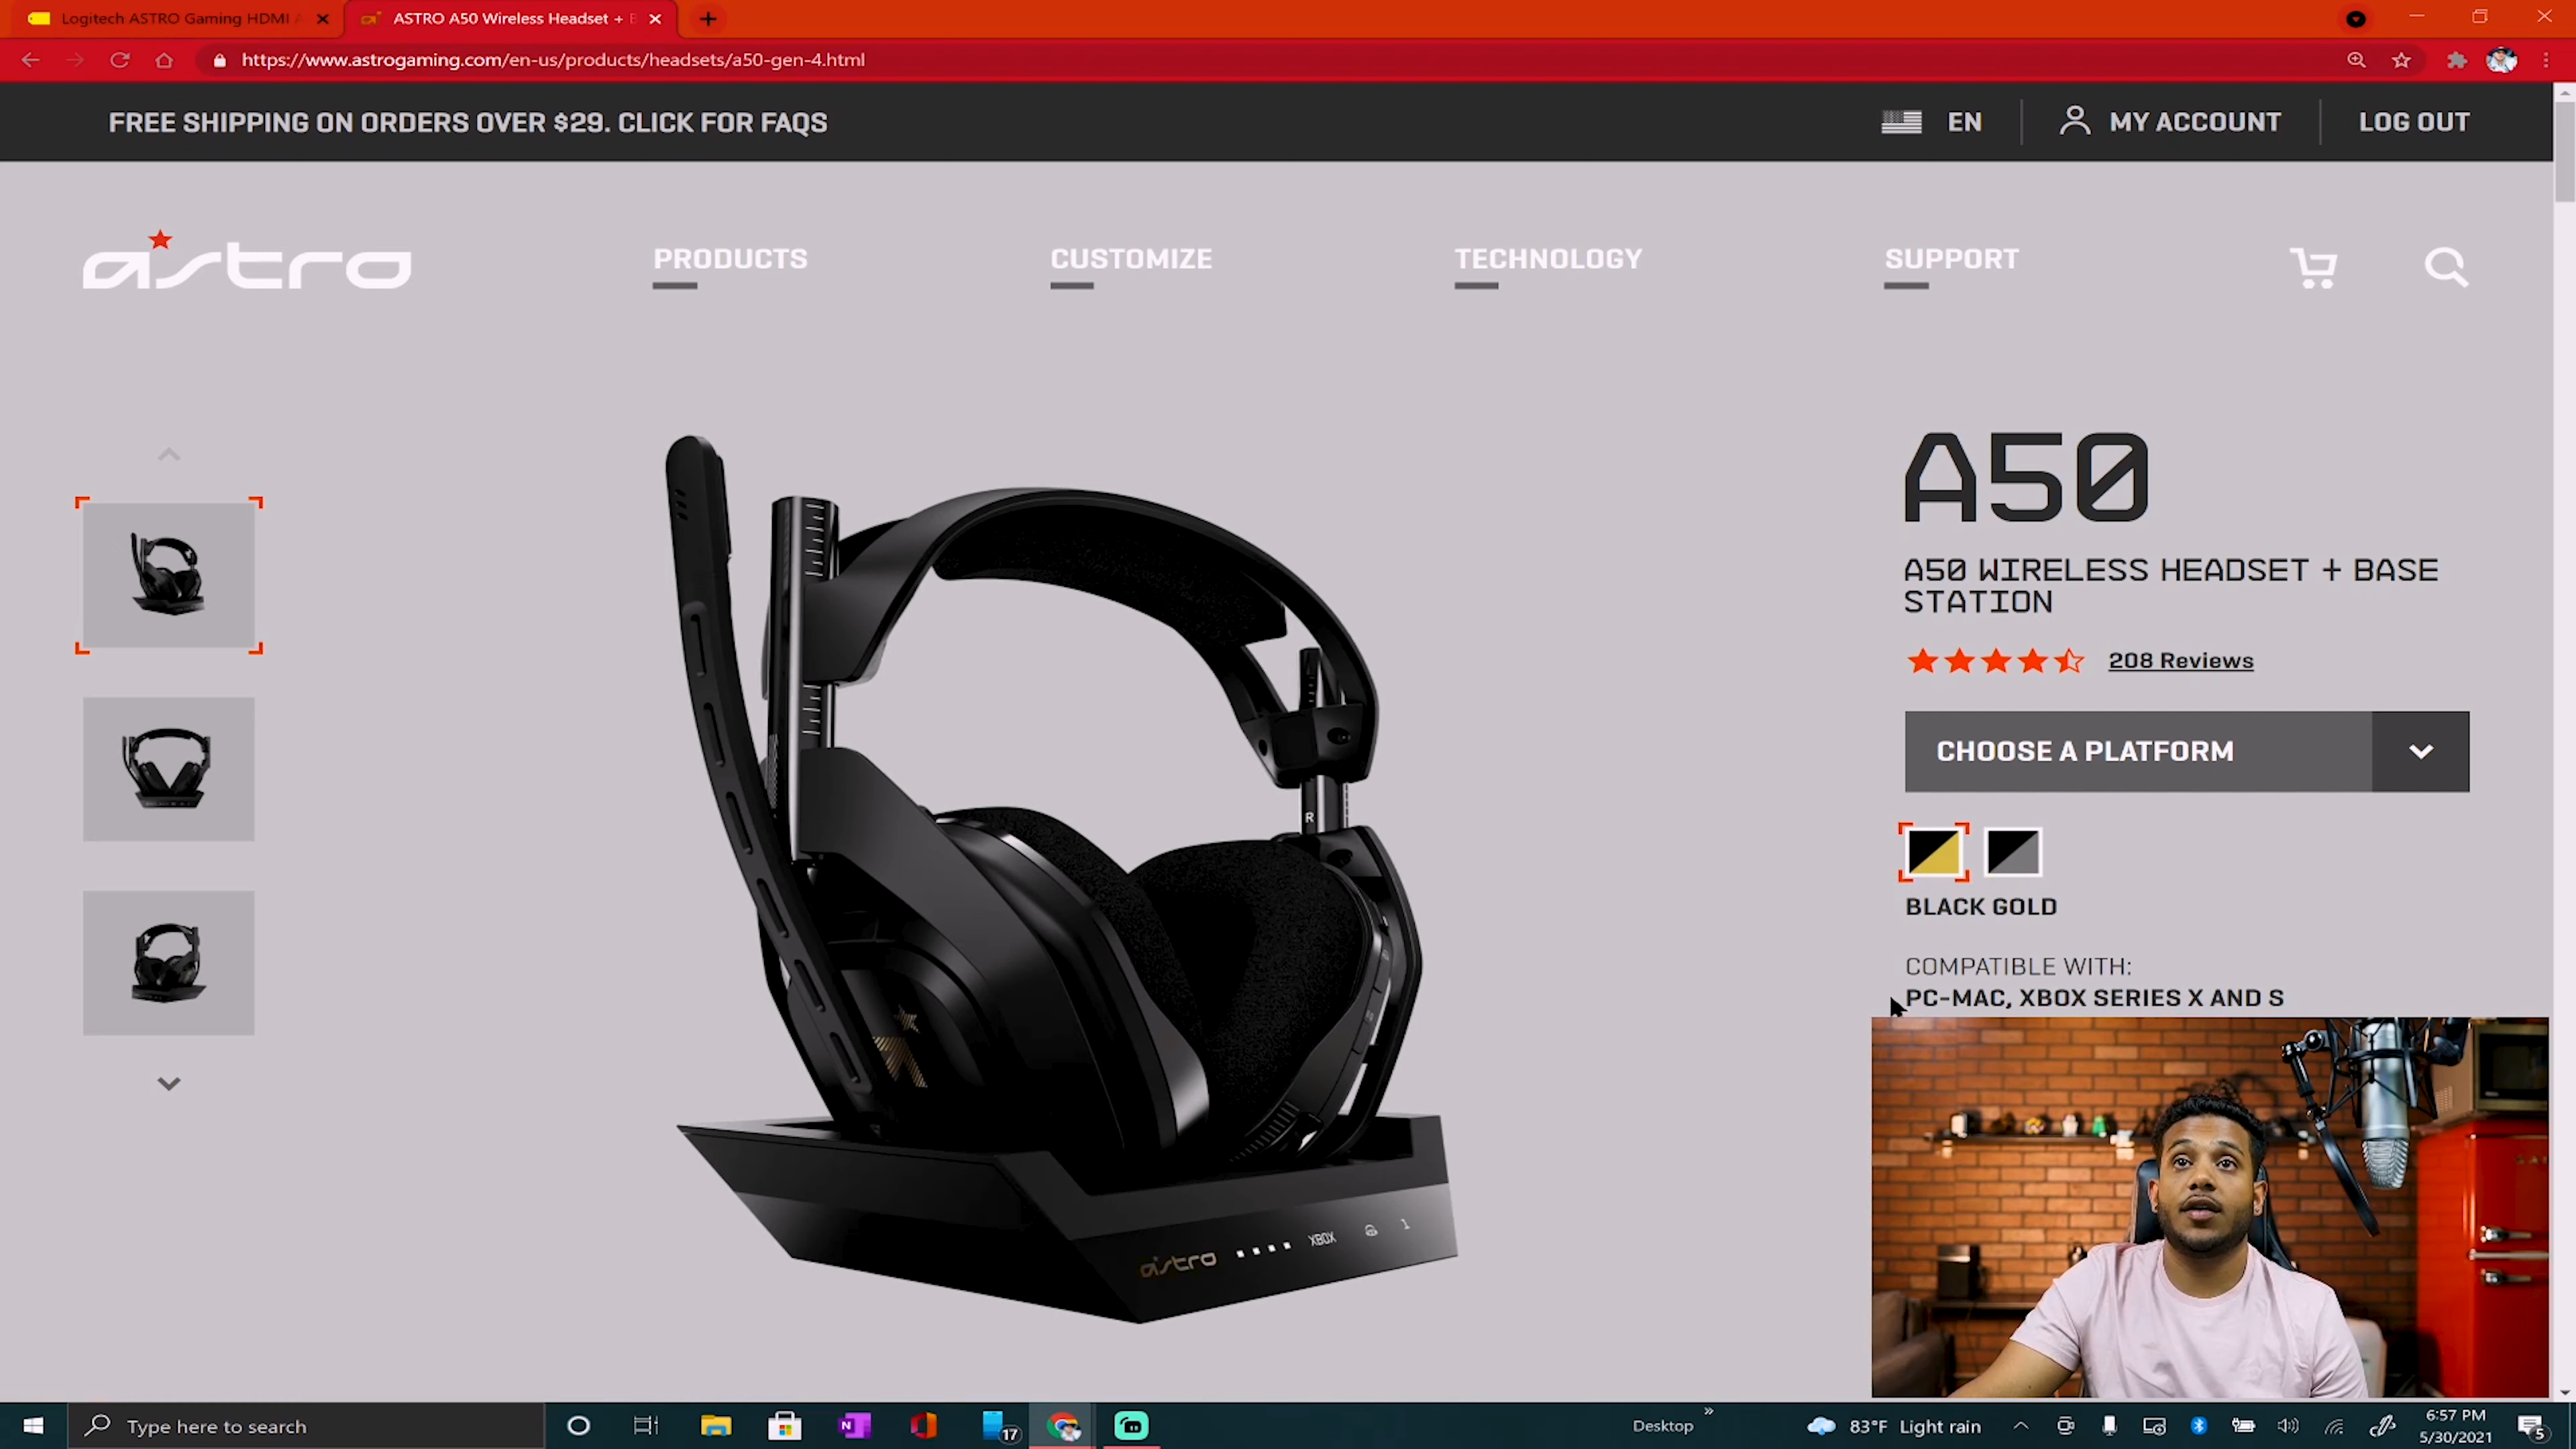 Logitech ASTRO Gaming HDMI A
ASTRO A50 Wireless Headset + B
https://www.astrogaming.com/en-us/products/headsets/a50-gen-4.html
FREE SHIPPING ON ORDERS OVER $29. CLICK FOR FAQS
EN
MY ACCOUNT
LOG OUT
astro
PRODUCTS
CUSTOMIZE
TECHNOLOGY
SUPPORT
A50
A50 WIRELESS HEADSET + BASE
STATION
208 Reviews
CHOOSE A PLATFORM
BLACK GOLD
COMPATIBLE WITH:
PC-MAC, XBOX SERIES X AND S
R
astro XBOX 1
Type here to search
17
Desktop
83°F Light rain
6:57 PM
5/30/2021
5